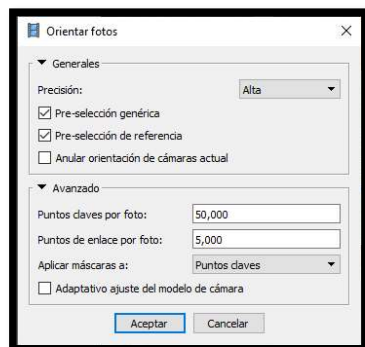 Orientar fotos
Generales
Precisión: Alta
Pre-selección genérica
Pre-selección de referencia
Anular orientación de cámaras actual
Avanzado
Puntos claves por foto: 50,000
Puntos de enlace por foto: 5,000
Aplicar máscaras a: Puntos claves
Adaptativo ajuste del modelo de cámara
Aceptar Cancelar